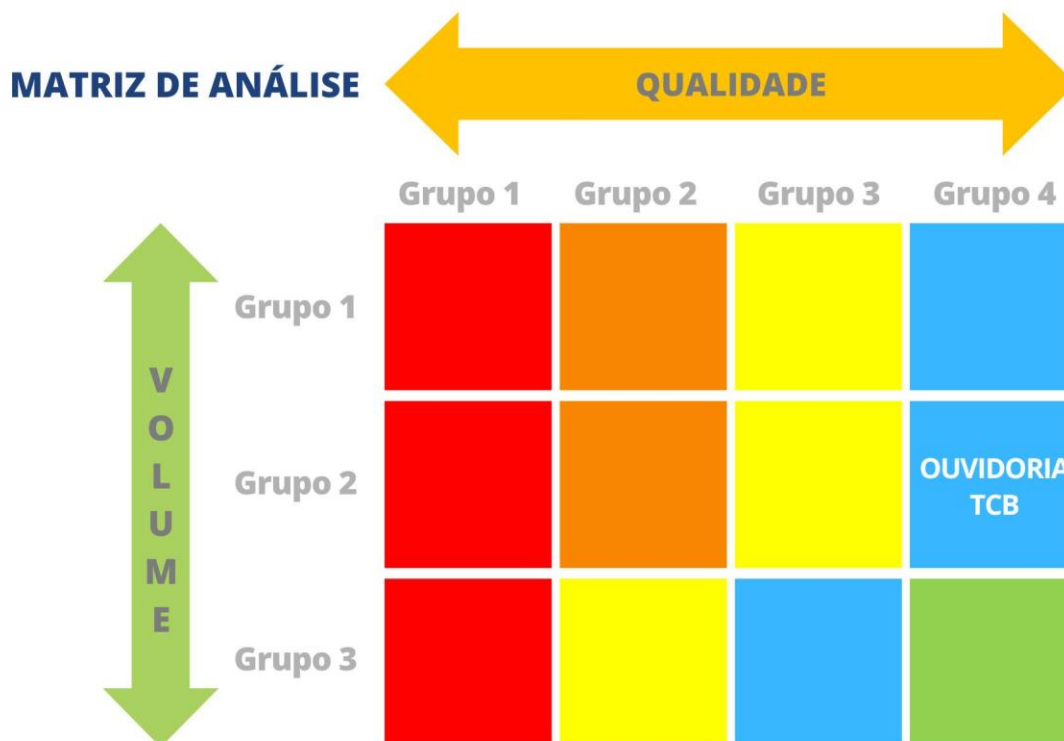 MATRIZ DE ANÁLISE
QUALIDADE
Grupo 1
Grupo 2
Grupo 3
Grupo 4
VOLUME
Grupo 1
Grupo 2
OUVIDORIA
TCB
Grupo 3